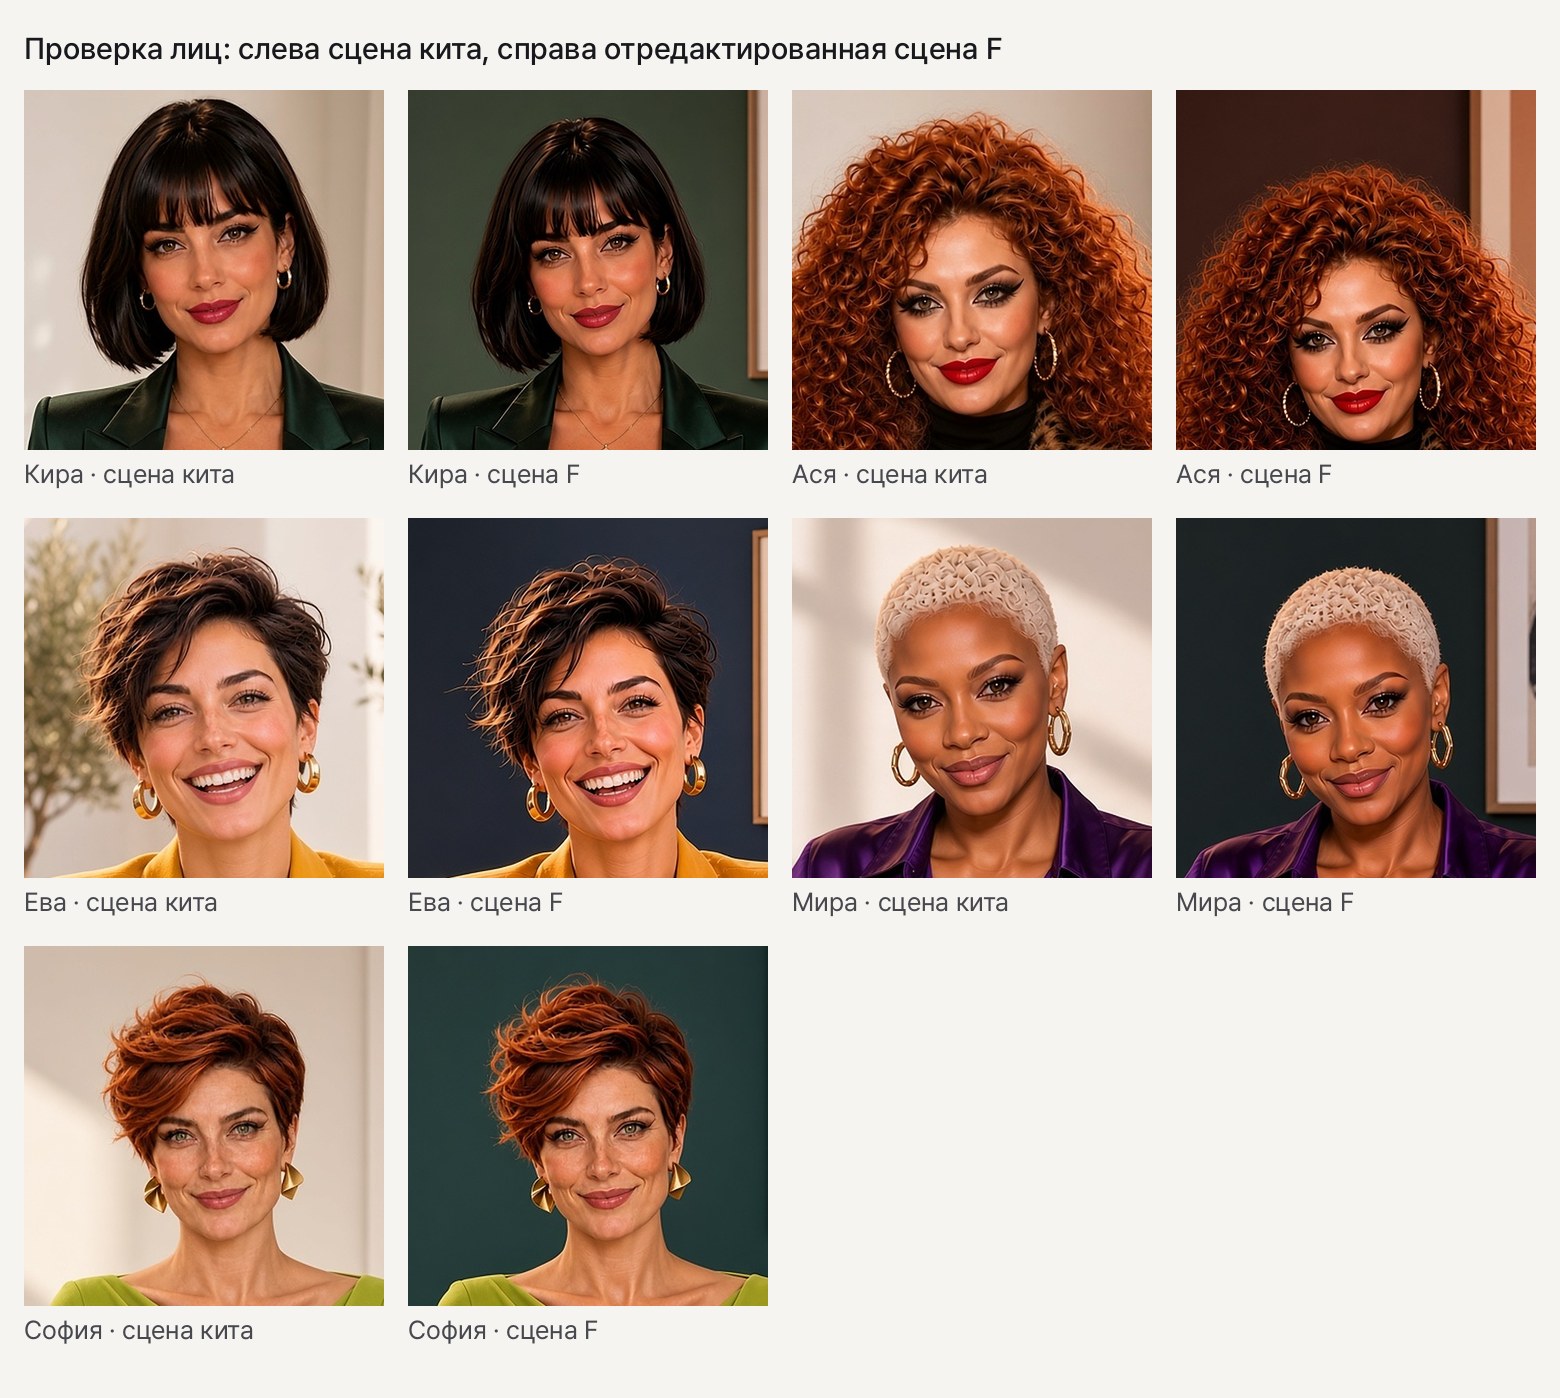 Проверка лиц: слева сцена кита, справа отредактированная сцена F
Кира · сцена кита
Кира · сцена F
Ася · сцена кита
Ася · сцена F
Ева · сцена кита
Ева · сцена F
Мира · сцена кита
Мира · сцена F
София · сцена кита
София · сцена F